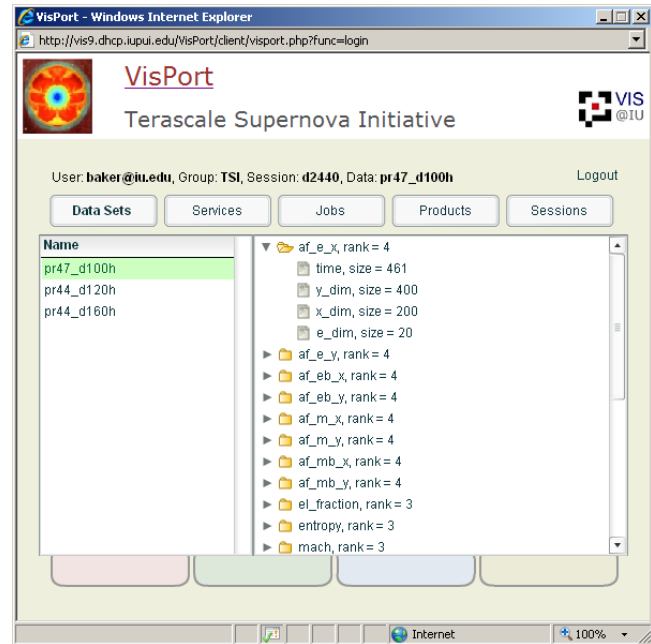 VisPort - Windows Internet Explorer
http://vis9.dhcp.iupui.edu/VisPort/client/visport.php?func=login
VisPort
Terascale Supernova Initiative
VIS
@IU
User: baker@iu.edu, Group: TSI, Session: d2440, Data: pr47_d100h
Logout
Data Sets Services Jobs Products Sessions
Name
pr47_d100h
pr44_d120h
pr44_d160h
af_e_x, rank = 4
time, size = 461
y_dim, size = 400
x_dim, size = 200
e_dim, size = 20
af_e_y, rank = 4
af_eb_x, rank = 4
af_eb_y, rank = 4
af_m_x, rank = 4
af_m_y, rank = 4
af_mb_x, rank = 4
af_mb_y, rank = 4
el_fraction, rank = 3
entropy, rank = 3
mach, rank = 3
Internet
100%